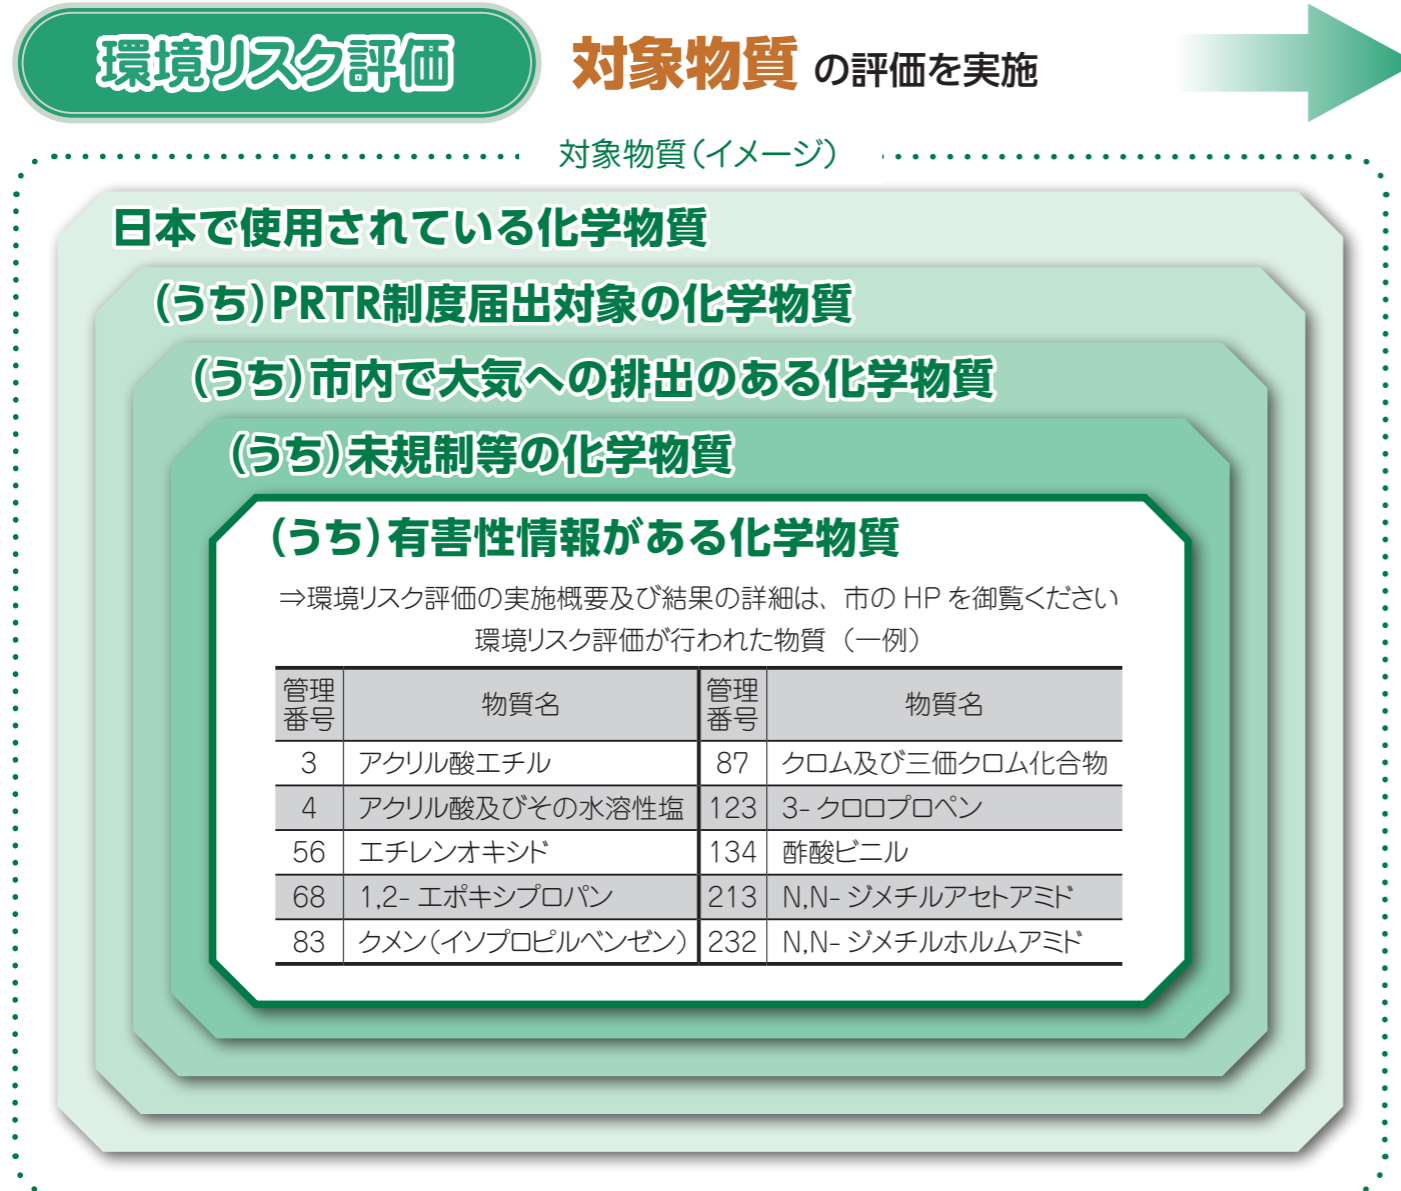 環境リスク評価
対象物質 の評価を実施
対象物質(イメージ)
日本で使用されている化学物質
(うち)PRTR制度届出対象の化学物質
(うち)市内で大気への排出のある化学物質
(うち)未規制等の化学物質
(うち)有害性情報がある化学物質
⇒環境リスク評価の実施概要及び結果の詳細は、市の HP を御覧ください
環境リスク評価が行われた物質(一例)
管理番号 物質名 管理番号 物質名
3 アクリル酸エチル 87 クロム及び三価クロム化合物
4 アクリル酸及びその水溶性塩 123 3- クロロプロペン
56 エチレンオキシド 134 酢酸ビニル
68 1,2- エポキシプロパン 213 N,N- ジメチルアセトアミド
83 クメン(イソプロピルベンゼン) 232 N,N- ジメチルホルムアミド